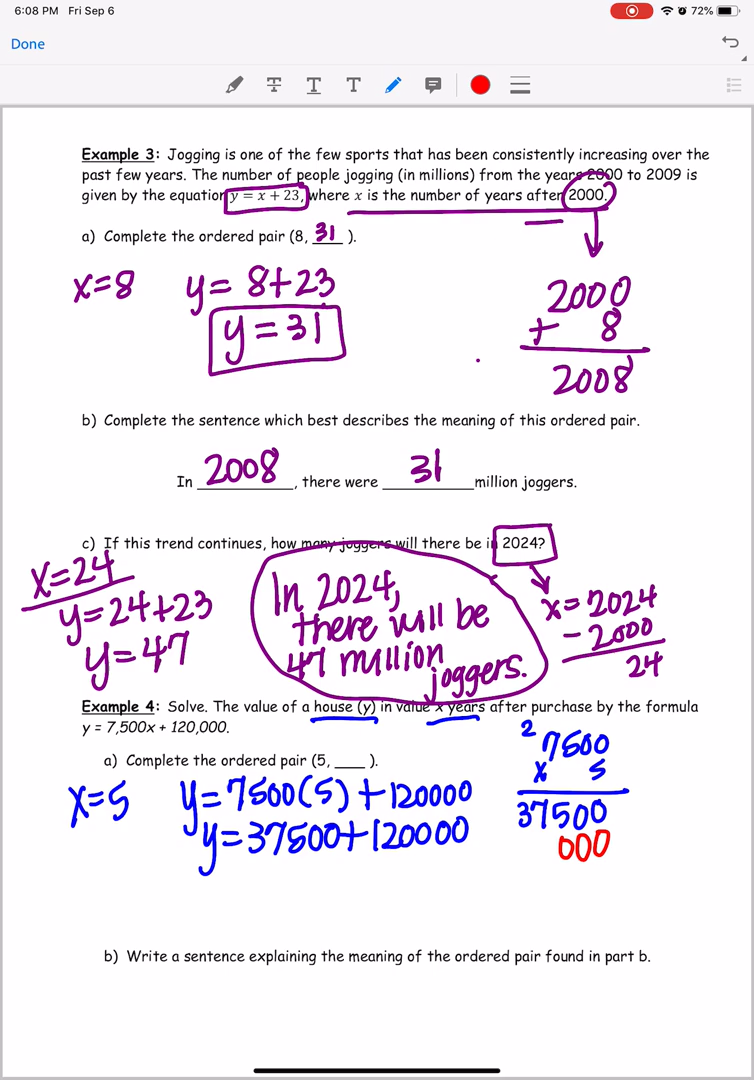 6:08 PM Fri Sep 6
72%
Done
Example 3: Jogging is one of the few sports that has been consistently increasing over the
past few years. The number of people jogging (in millions) from the years 2000 to 2009 is
given by the equation y = x + 23, where x is the number of years after 2000.
a) Complete the ordered pair (8, 31 ).
x=8 y= 8+23
y=31
2000
+ 8
2008
b) Complete the sentence which best describes the meaning of this ordered pair.
In 2008, there were 31 million joggers.
c) If this trend continues, how many joggers will there be in 2024?
x=24
y=24+23
y=47
In 2024,
there will be
47 million
joggers.
x=2024
-2000
24
Example 4: Solve. The value of a house (y) in value x years after purchase by the formula
y = 7,500x + 120,000.
a) Complete the ordered pair (5, ____ ).
x=5 y=7500(5)+120000
y=37500+120000
2
7500
x 5
37500
000
b) Write a sentence explaining the meaning of the ordered pair found in part b.